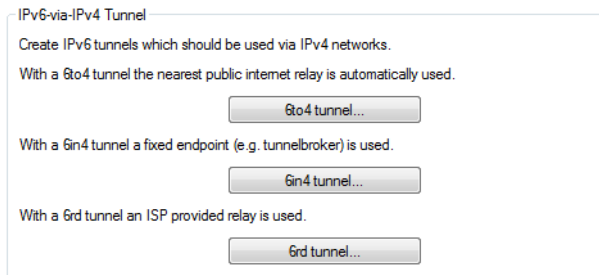 IPv6-via-IPv4 Tunnel
Create IPv6 tunnels which should be used via IPv4 networks.
With a 6to4 tunnel the nearest public internet relay is automatically used.
6to4 tunnel...
With a 6in4 tunnel a fixed endpoint (e.g. tunnelbroker) is used.
6in4 tunnel...
With a 6rd tunnel an ISP provided relay is used.
6rd tunnel...